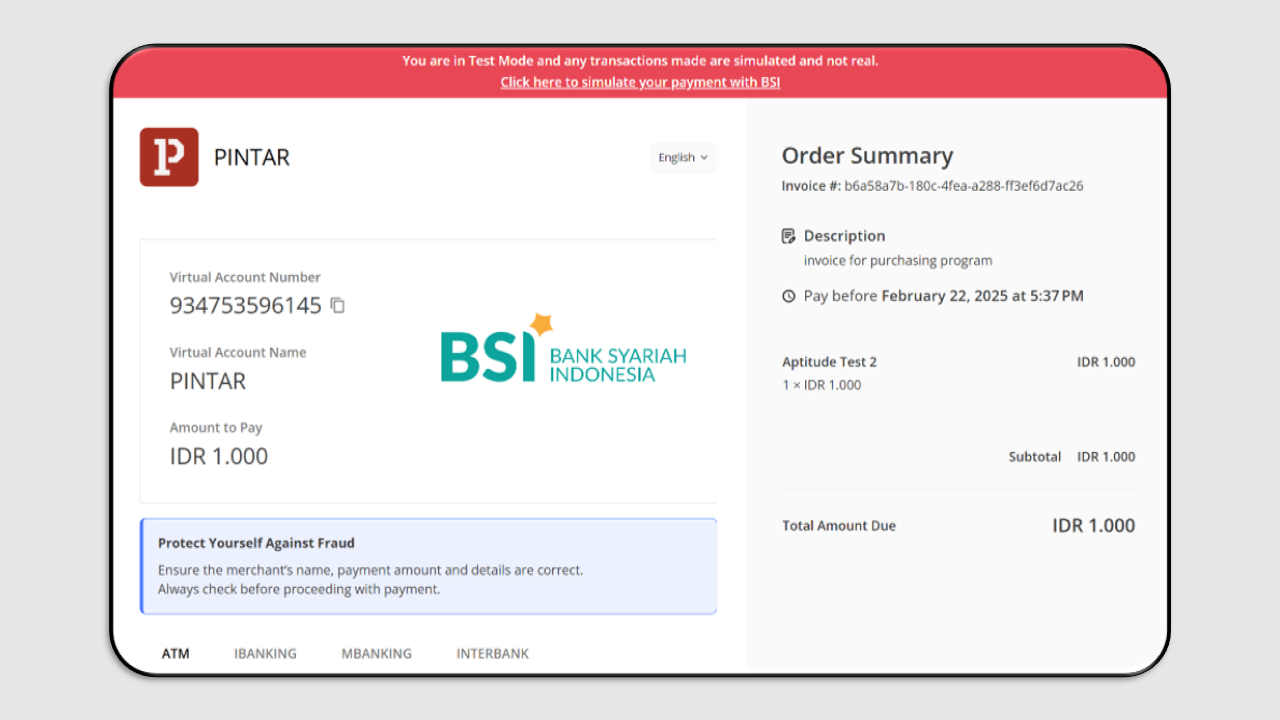 You are in Test Mode and any transactions made are simulated and not real.
Click here to simulate your payment with BSI
P
PINTAR
English
Virtual Account Number
934753596145
Virtual Account Name
PINTAR
Amount to Pay
IDR 1.000
BSI BANK SYARIAH
INDONESIA
Protect Yourself Against Fraud
Ensure the merchant's name, payment amount and details are correct.
Always check before proceeding with payment.
ATM IBANKING MBANKING INTERBANK
Order Summary
Invoice #: b6a58a7b-180c-4fea-a288-ff3ef6d7ac26
Description
invoice for purchasing program
Pay before February 22, 2025 at 5:37 PM
Aptitude Test 2 IDR 1.000
1 × IDR 1.000
Subtotal IDR 1.000
Total Amount Due IDR 1.000